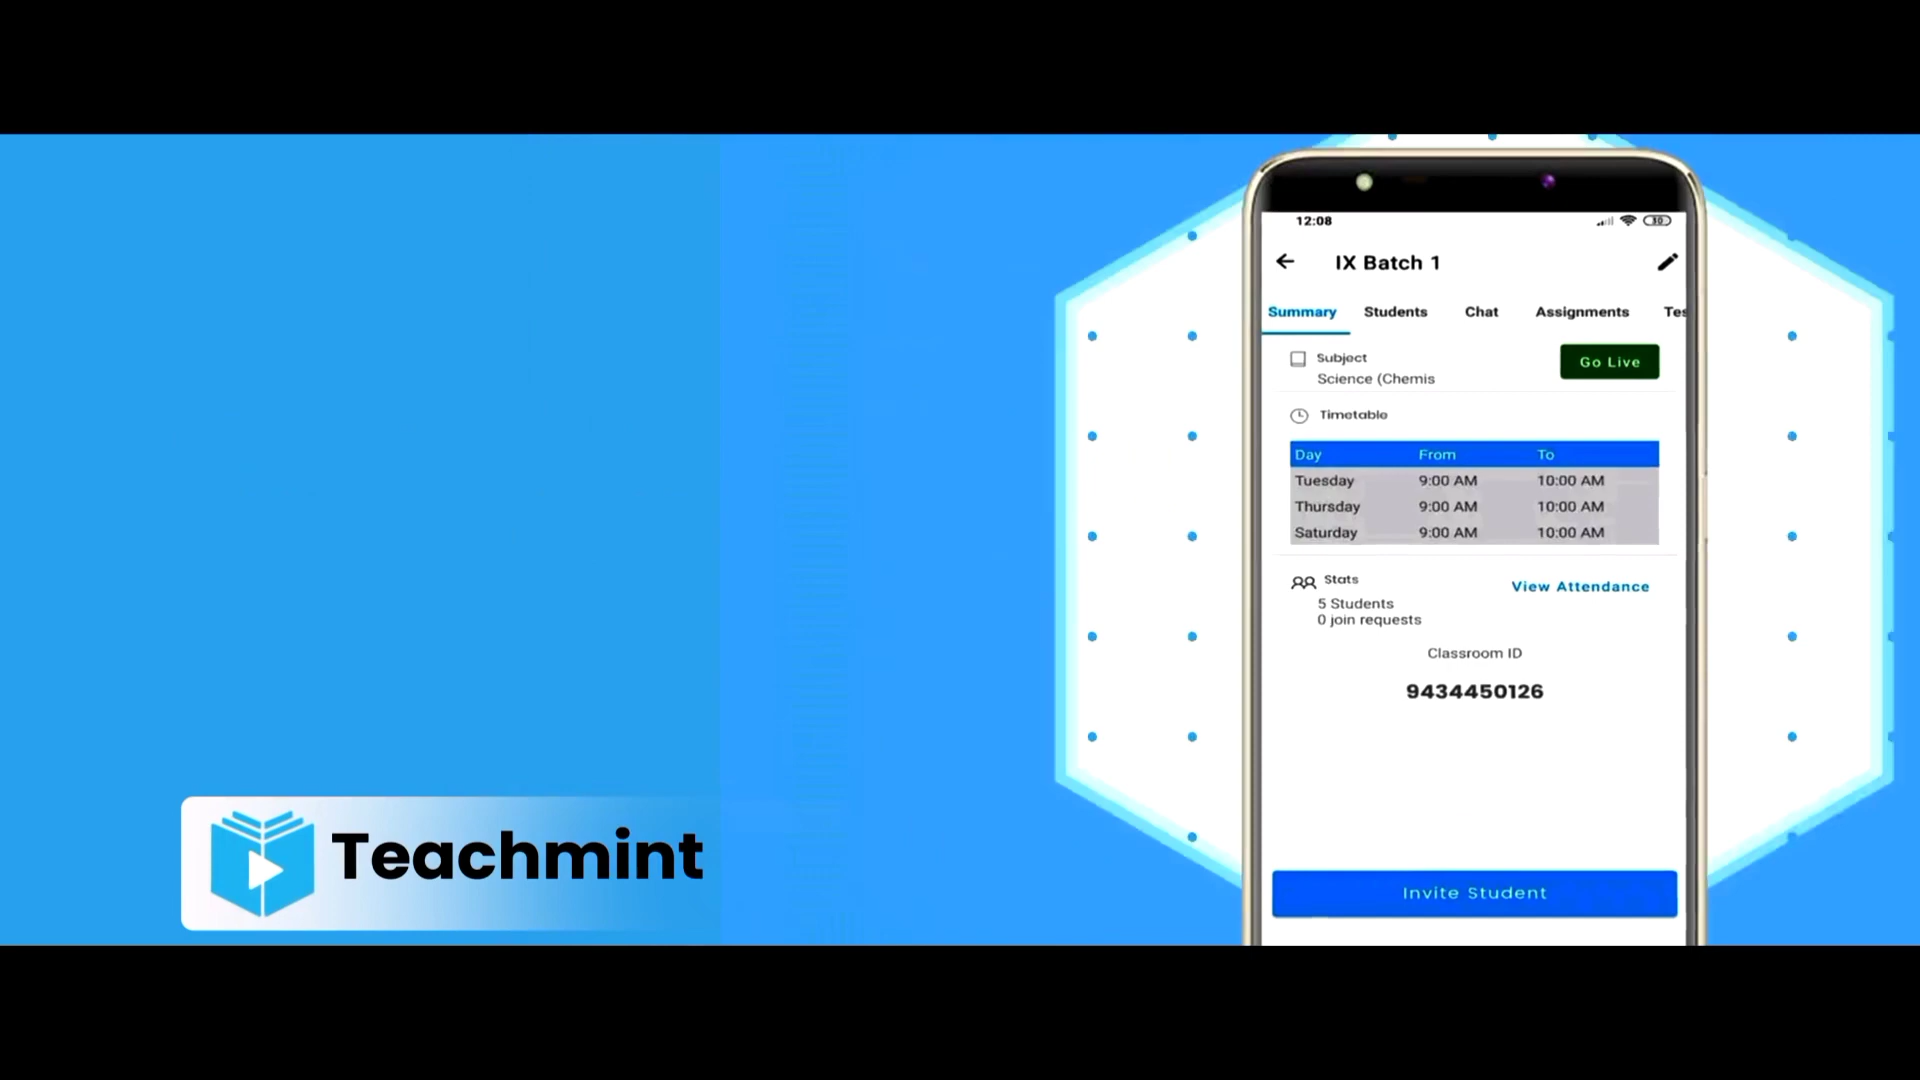 12:08
30
IX Batch 1
Summary Students Chat Assignments Tes
Subject
Science (Chemis
Go Live
Timetable
Day From To
Tuesday 9:00 AM 10:00 AM
Thursday 9:00 AM 10:00 AM
Saturday 9:00 AM 10:00 AM
Stats
View Attendance
5 Students
0 join requests
Classroom ID
9434450126
Invite Student
Teachmint